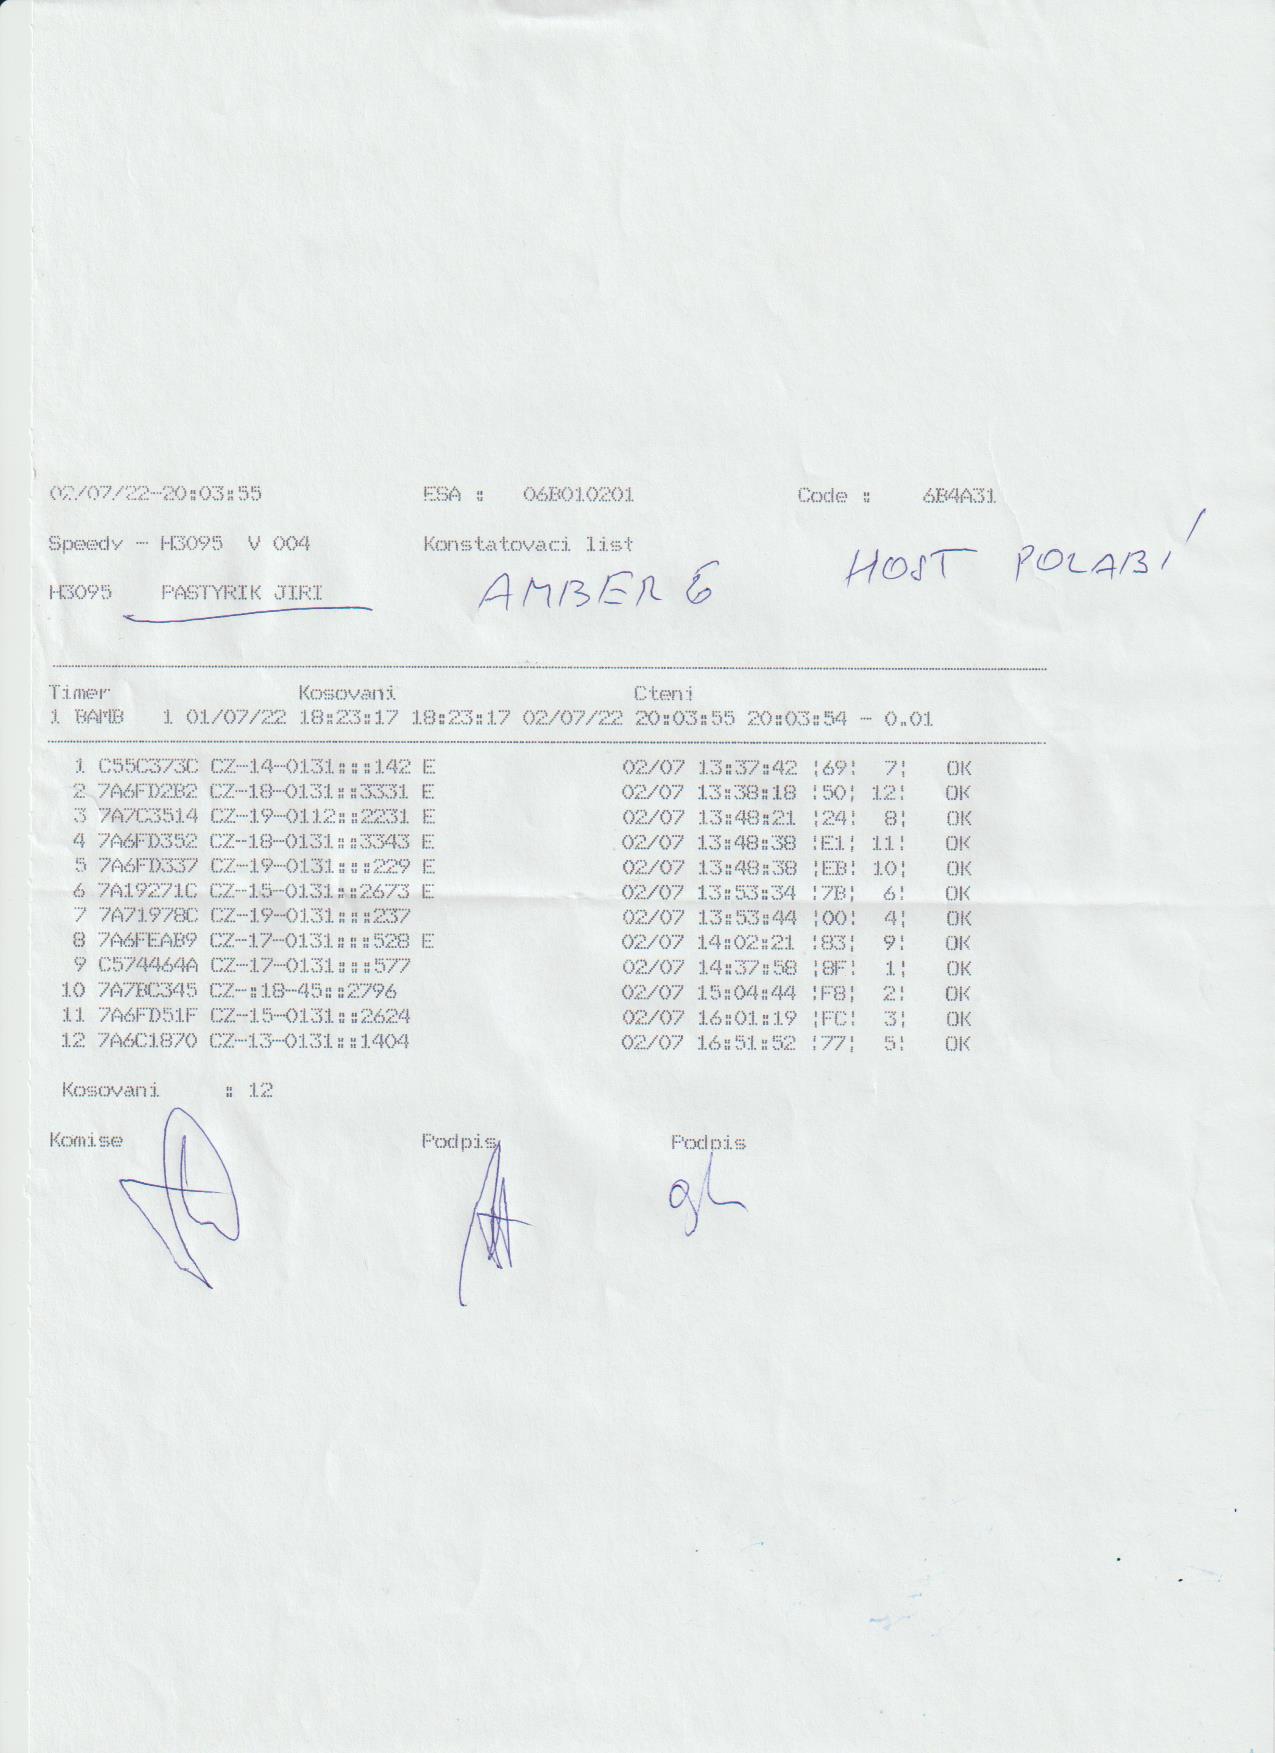 02/07/22-20:03:55 ESA : 06B010201 Code : 6B4A31
Speedy - H3095 V 004 Konstatovaci list
HOST POLABÍ
H3095 PASTYRIK JIRI AMBERG
Timer Kosovani Cteni
1 BAMB 1 01/07/22 18:23:17 18:23:17 02/07/22 20:03:55 20:03:54 - 0.01
1 C55C373C CZ-14-0131:::142 E 02/07 13:37:42 ¦69¦ 7¦ OK
2 7A6FD2B2 CZ-18-0131::3331 E 02/07 13:38:18 ¦50¦ 12¦ OK
3 7A7C3514 CZ-19-0112::2231 E 02/07 13:48:21 ¦24¦ 8¦ OK
4 7A6FD352 CZ-18-0131::3343 E 02/07 13:48:38 ¦E1¦ 11¦ OK
5 7A6FD337 CZ-19-0131:::229 E 02/07 13:48:38 ¦EB¦ 10¦ OK
6 7A19271C CZ-15-0131::2673 E 02/07 13:53:34 ¦7B¦ 6¦ OK
7 7A71978C CZ-19-0131:::237 02/07 13:53:44 ¦00¦ 4¦ OK
8 7A6FEAB9 CZ-17-0131:::528 E 02/07 14:02:21 ¦83¦ 9¦ OK
9 C574464A CZ-17-0131:::577 02/07 14:37:58 ¦8F¦ 1¦ OK
10 7A7BC345 CZ-:18-45::2796 02/07 15:04:44 ¦F8¦ 2¦ OK
11 7A6FD51F CZ-15-0131::2624 02/07 16:01:19 ¦FC¦ 3¦ OK
12 7A6C1870 CZ-13-0131::1404 02/07 16:51:52 ¦77¦ 5¦ OK
Kosovani : 12
Komise Podpis Podpis